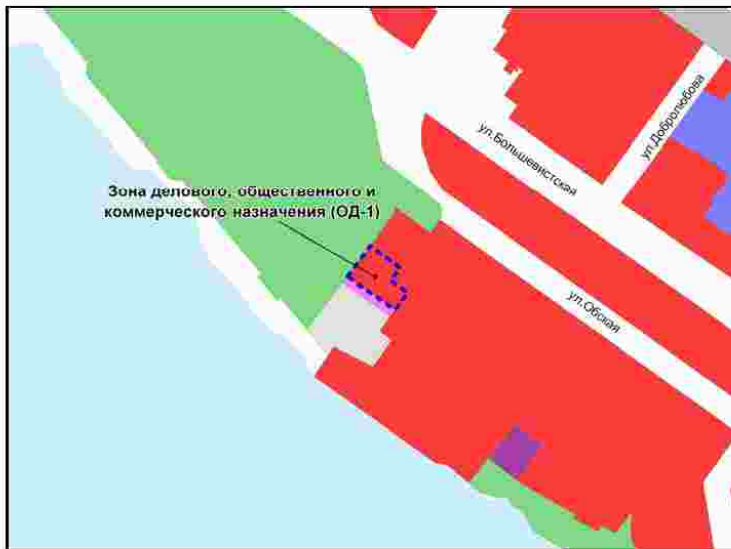 ул.Добролюбова
ул.Большевистская
Зона делового, общественного и
коммерческого назначения (ОД-1)
ул.Обская